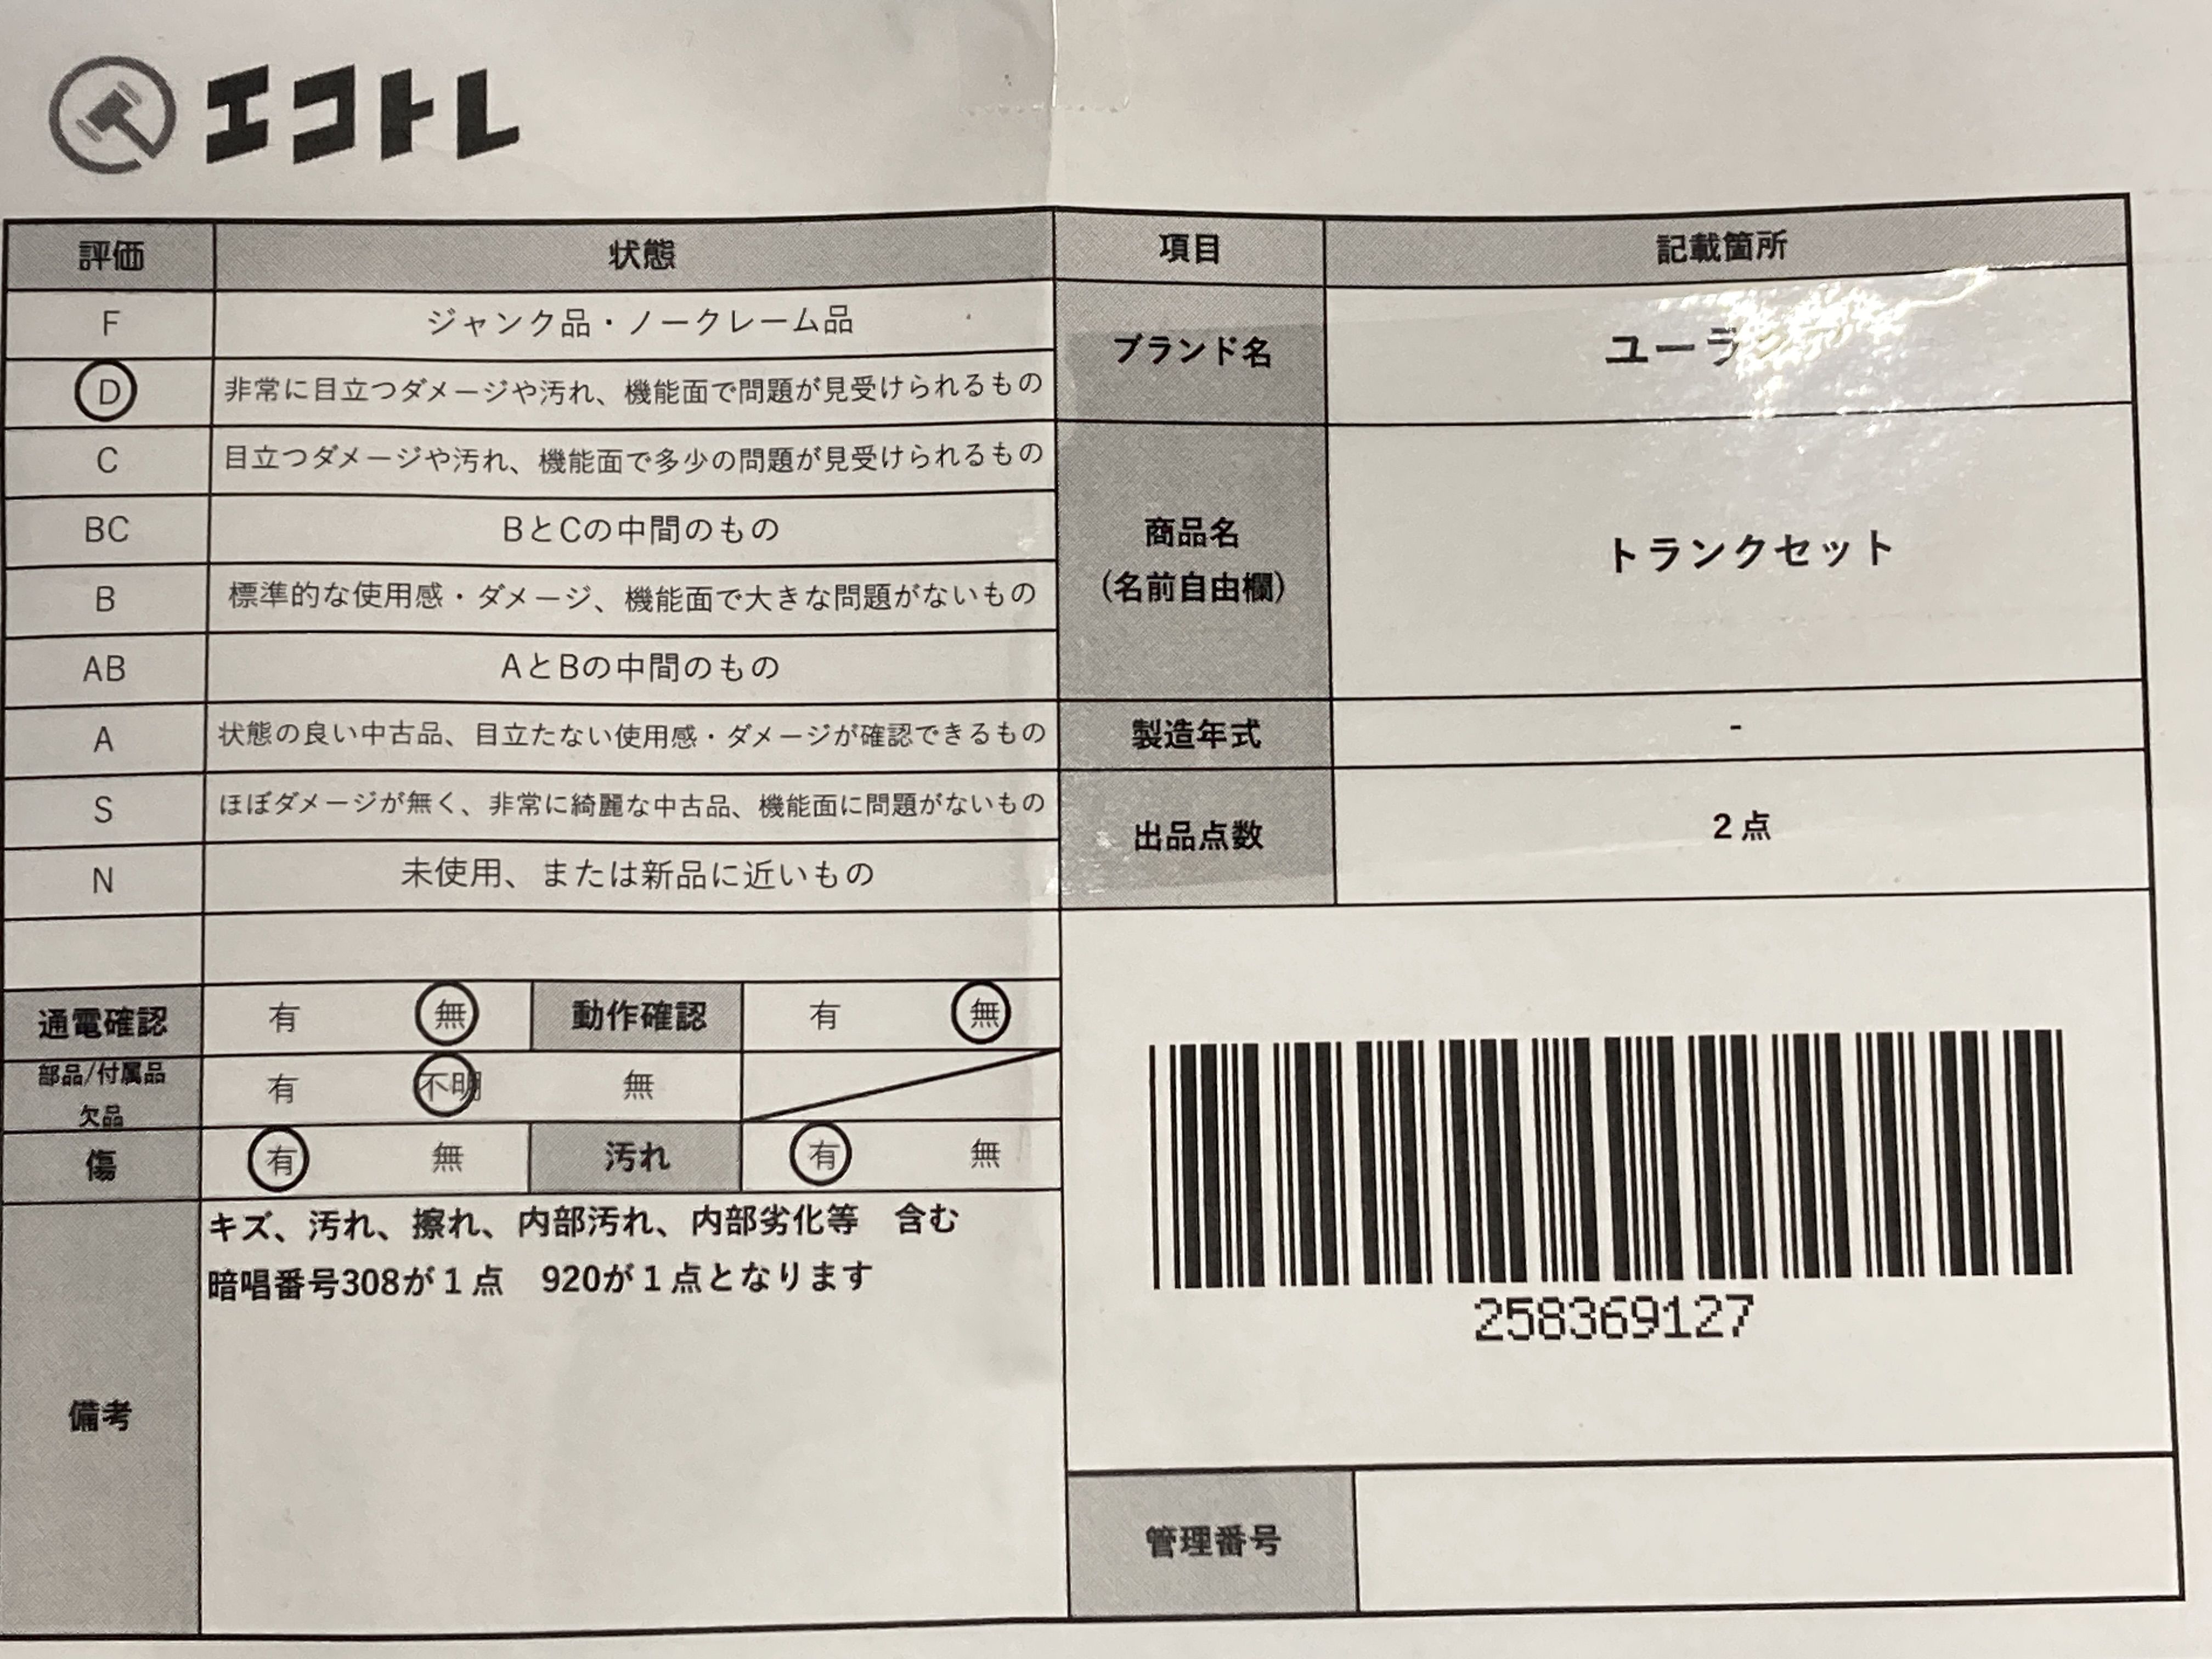 エコトレ
評価 状態 項目 記載箇所
F ジャンク品・ノークレーム品
D 非常に目立つダメージや汚れ、機能面で問題が見受けられるもの
ブランド名
C 目立つダメージや汚れ、機能面で多少の問題が見受けられるもの
BC BとCの中間のもの
B 標準的な使用感・ダメージ、機能面で大きな問題がないもの
AB AとBの中間のもの
A 状態の良い中古品、目立たない使用感・ダメージが確認できるもの
S ほぼダメージが無く、非常に綺麗な中古品、機能面に問題がないもの
N 未使用、または新品に近いもの
商品名
(名前自由欄)
トランクセット
製造年式 -
出品点数 2点
通電確認 有 無 動作確認 有 無
部品/付属品
欠品
有 不明 無
傷 有 無 汚れ 有 無
備考
キズ、汚れ、擦れ、内部汚れ、内部劣化等 含む
暗唱番号308が1点 920が1点となります
258369127
管理番号